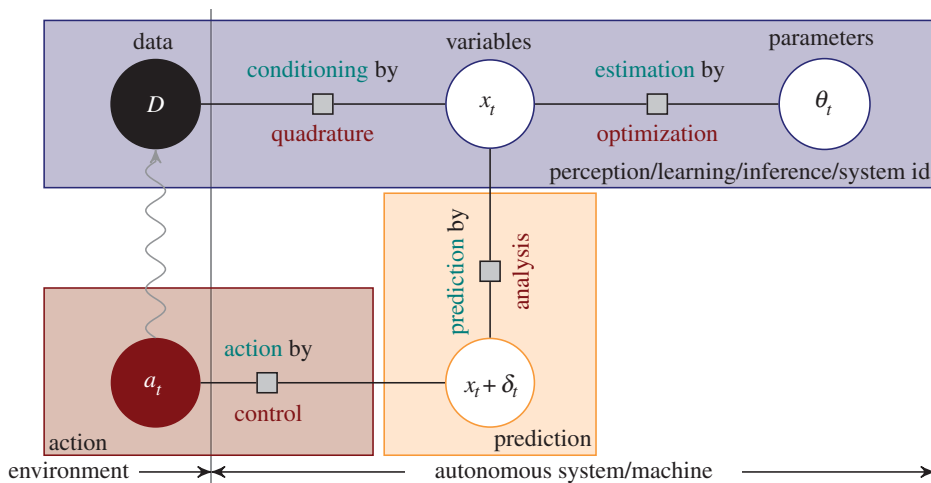 data
variables
parameters
conditioning by
estimation by
D
x_t
θ_t
quadrature
optimization
perception/learning/inference/system id
prediction by
analysis
action by
a_t
x_t + δ_t
control
action
prediction
environment
autonomous system/machine